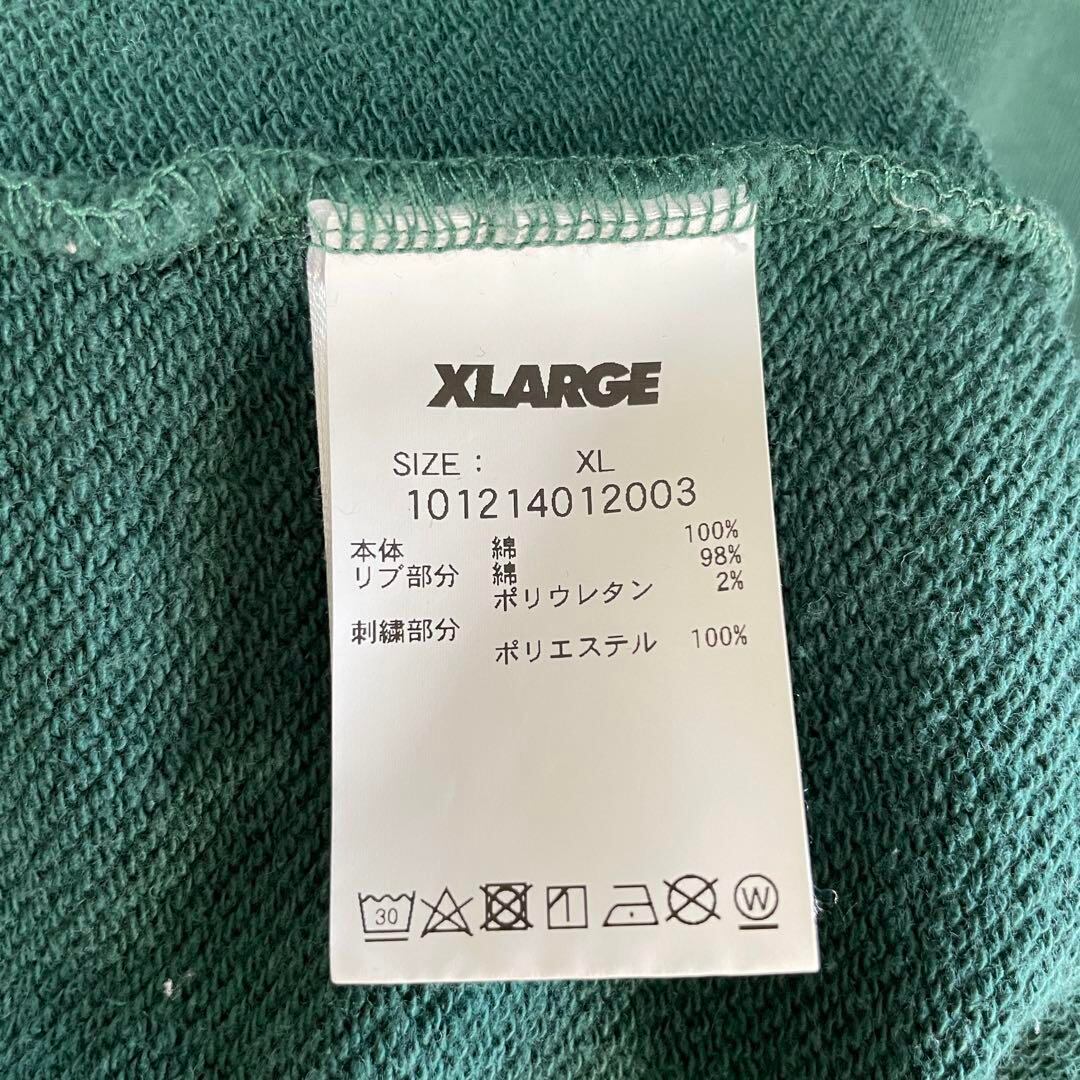 XLARGE
SIZE： XL
101214012003
本体 綿 100%
リブ部分 綿 98%
ポリウレタン 2%
刺繍部分
ポリエステル 100%
30 W